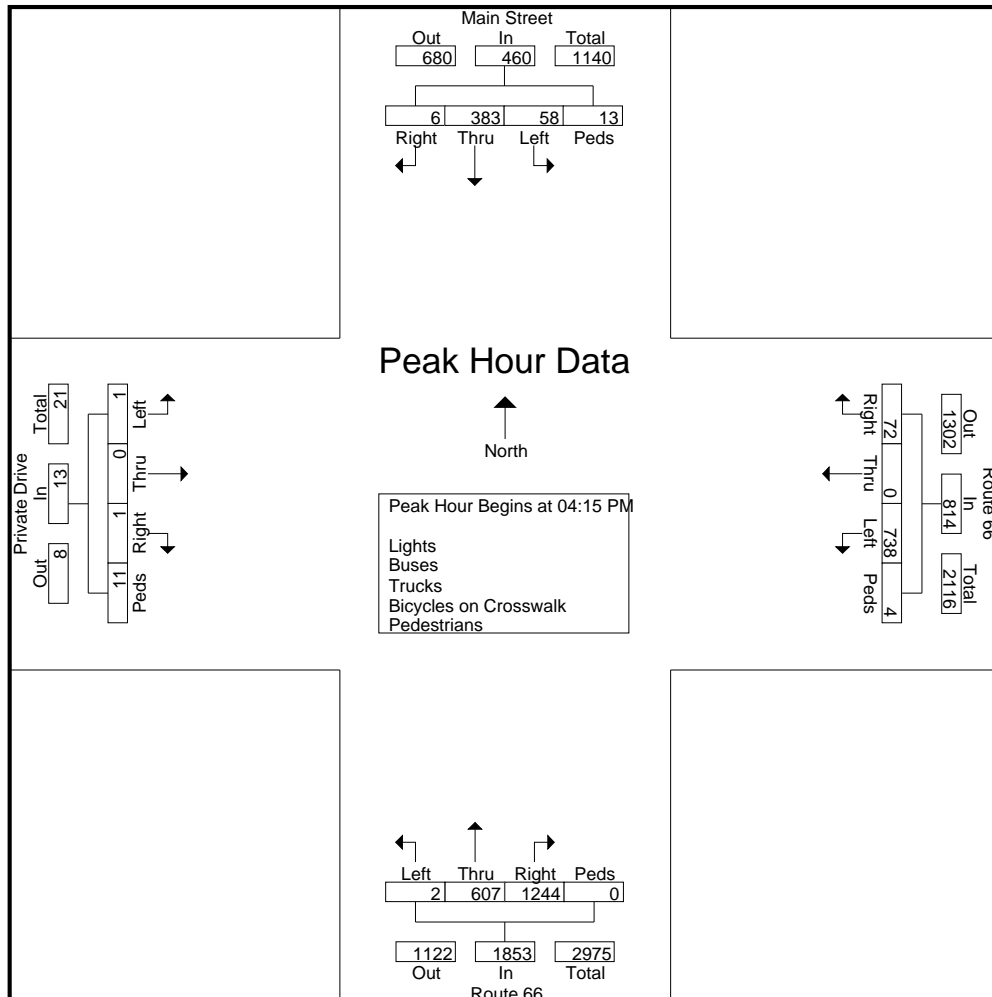 Main Street
Out In Total
680 460 1140
6 383 58 13
Right Thru Left Peds
Peak Hour Data
North
Peak Hour Begins at 04:15 PM
Lights
Buses
Trucks
Bicycles on Crosswalk
Pedestrians
Private Drive
Total In Out
21 13 8
1 0 1 11
Left Thru Right Peds
Route 66
Out In Total
1302 814 2116
72 0 738 4
Right Thru Left Peds
Left Thru Right Peds
2 607 1244 0
1122 1853 2975
Out In Total
Route 66